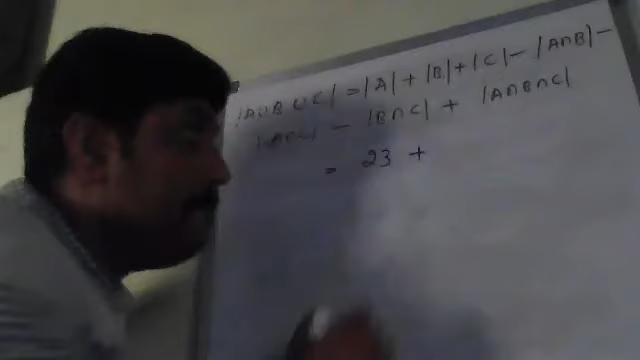 |A∪B∪C| = |A| + |B| + |C| - |A∩B| -
|A∩C| - |B∩C| + |A∩B∩C|
= 23 +